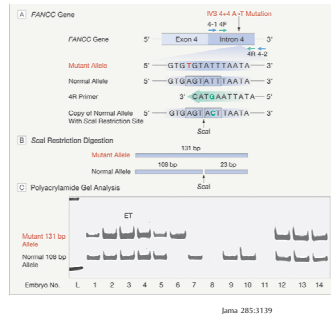 A FANCC Gene
IVS 4+4 A→T Mutation
4-1 4F
FANCC Gene 5' Exon 4 Intron 4 3'
4R 4-2
Mutant Allele 5' GTGTGTATTTAATA 3'
Normal Allele 5' GTGAGTATTTAATA 3'
4R Primer 3' CATGAATTATA 5'
Copy of Normal Allele 5' GTGAGTACTTAATA 3'
With ScaI Restriction Site
ScaI
B ScaI Restriction Digestion
131 bp
Mutant Allele
108 bp 23 bp
Normal Allele
ScaI
C Polyacrylamide Gel Analysis
ET
Mutant 131 bp
Allele
Normal 108 bp
Allele
Embryo No. L 1 2 3 4 5 6 7 8 9 10 11 12 13 14
Jama 285:3139